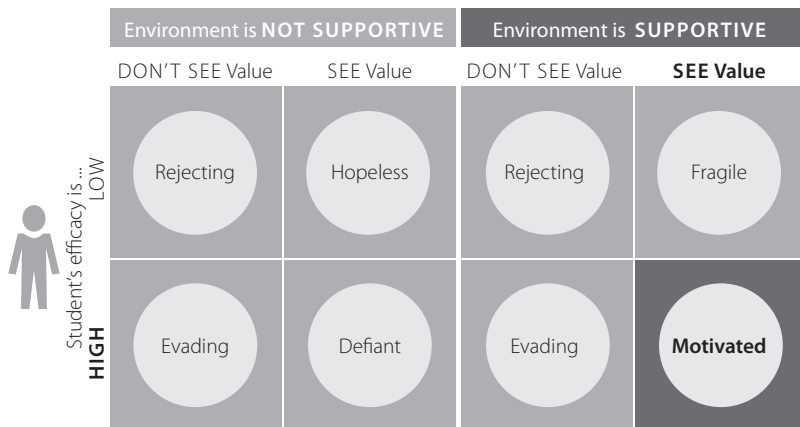 Environment is NOT SUPPORTIVE Environment is SUPPORTIVE
DON'T SEE Value SEE Value DON'T SEE Value SEE Value
Student's efficacy is ...
LOW
Rejecting Hopeless Rejecting Fragile
HIGH
Evading Defiant Evading Motivated